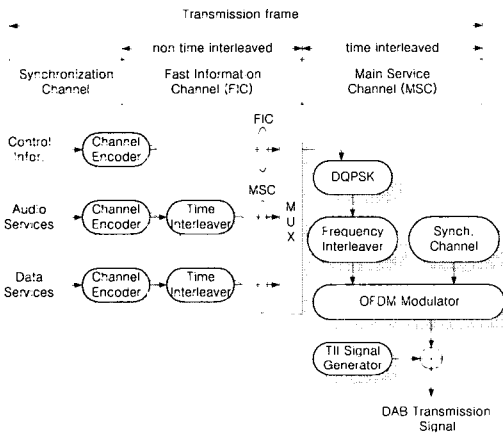 Transmission frame
non time interleaved
time interleaved
Synchronization
Channel
Fast Information
Channel (FIC)
Main Service
Channel (MSC)
FIC
Control
Infor.
Channel
Encoder
DQPSK
MSC
Audio
Services
Channel
Encoder
Time
Interleaver
M
U
X
Frequency
Interleaver
Synch.
Channel
Data
Services
Channel
Encoder
Time
Interleaver
OFDM Modulator
TII Signal
Generator
DAB Transmission
Signal